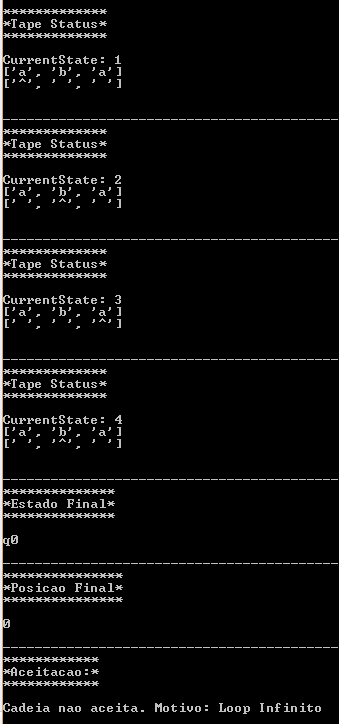 *************
*Tape Status*
*************
CurrentState: 1
['a', 'b', 'a']
['^', ' ', ' ']
------------------------------------------
*************
*Tape Status*
*************
CurrentState: 2
['a', 'b', 'a']
[' ', '^', ' ']
------------------------------------------
*************
*Tape Status*
*************
CurrentState: 3
['a', 'b', 'a']
[' ', ' ', '^']
------------------------------------------
*************
*Tape Status*
*************
CurrentState: 4
['a', 'b', 'a']
[' ', '^', ' ']
------------------------------------------
**************
*Estado Final*
**************
q0
------------------------------------------
***************
*Posicao Final*
***************
0
------------------------------------------
************
*Aceitacao:*
************
Cadeia nao aceita. Motivo: Loop Infinito